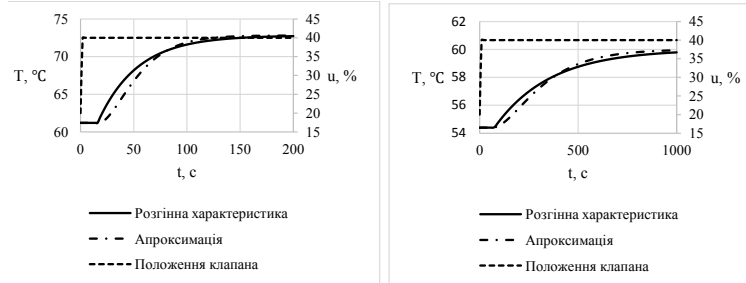 75
70
65
60
T, ℃
45
40
35
30
25
20
15
u, %
0
50
100
150
200
t, с
Розгінна характеристика
Апроксимація
Положення клапана
62
60
58
56
54
T, ℃
45
40
35
30
25
20
15
u, %
0
500
1000
t, с
Розгінна характеристика
Апроксимація
Положення клапана